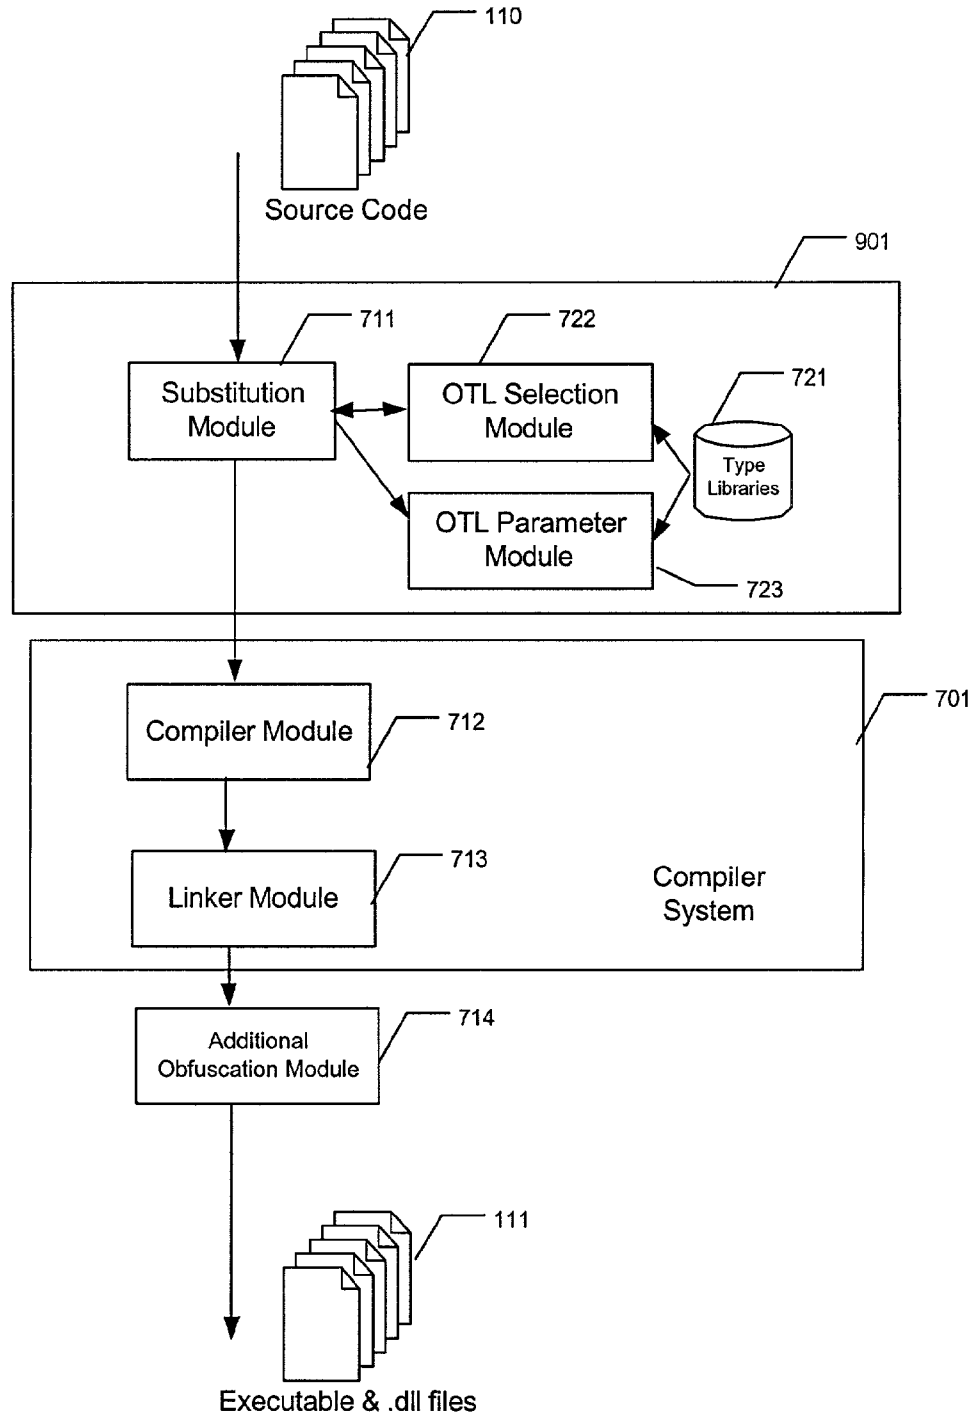 110
Source Code
901
711
722
721
Substitution
Module
OTL Selection
Module
Type
Libraries
OTL Parameter
Module
723
701
Compiler Module
712
Linker Module
713
Compiler
System
714
Additional
Obfuscation Module
111
Executable & .dll files